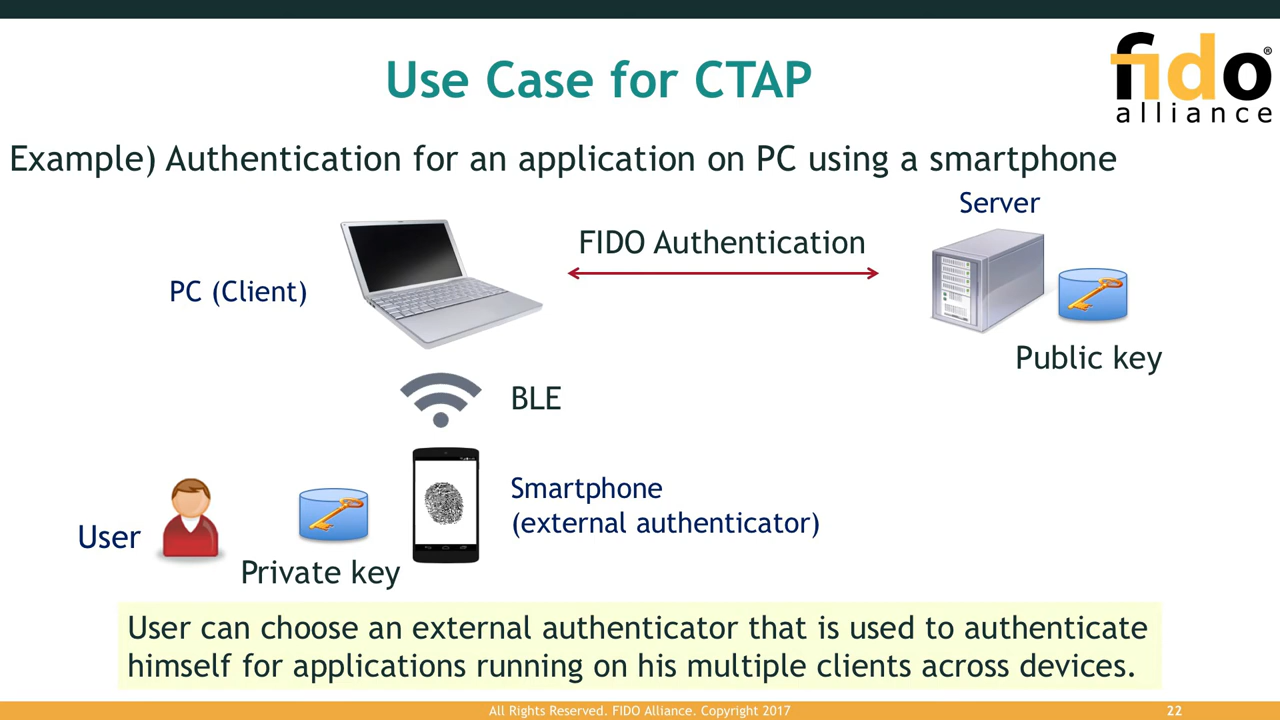 Use Case for CTAP
fido®
alliance
Example) Authentication for an application on PC using a smartphone
Server
FIDO Authentication
PC (Client)
Public key
BLE
Smartphone
(external authenticator)
User
Private key
User can choose an external authenticator that is used to authenticate
himself for applications running on his multiple clients across devices.
All Rights Reserved. FIDO Alliance. Copyright 2017
22